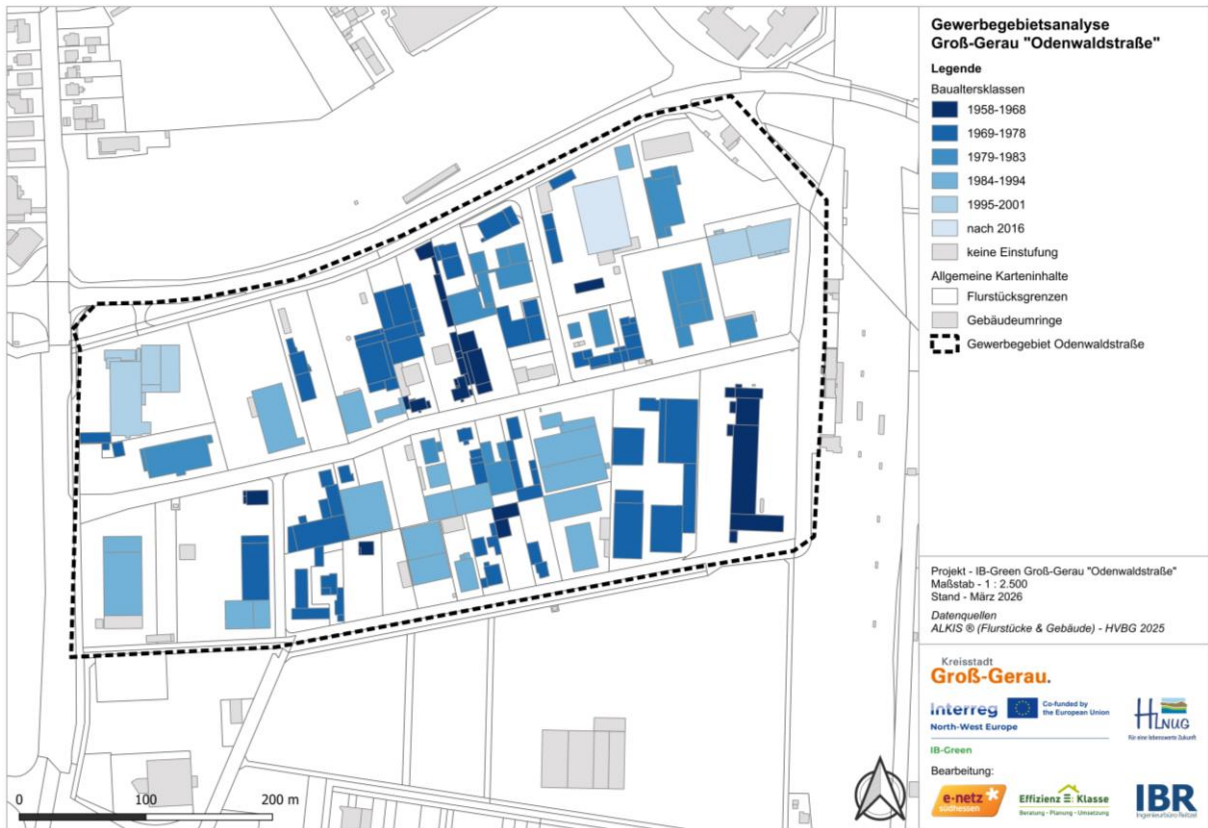 Gewerbegebietsanalyse
Groß-Gerau "Odenwaldstraße"
Legende
Baualtersklassen
1958-1968
1969-1978
1979-1983
1984-1994
1995-2001
nach 2016
keine Einstufung
Allgemeine Karteninhalte
Flurstücksgrenzen
Gebäudeumringe
Gewerbegebiet Odenwaldstraße
Projekt - IB-Green Groß-Gerau "Odenwaldstraße"
Maßstab - 1 : 2.500
Stand - März 2026
Datenquellen
ALKIS ® (Flurstücke & Gebäude) - HVBG 2025
Kreisstadt
Groß-Gerau.
Interreg
Co-funded by
the European Union
North-West Europe
IB-Green
HLNUG
Für eine lebenswerte Zukunft
Bearbeitung:
e-netz
südhessen
Effizienz Klasse
Beratung - Planung - Umsetzung
IBR
Ingenieurbüro Reitzel
0 100 200 m